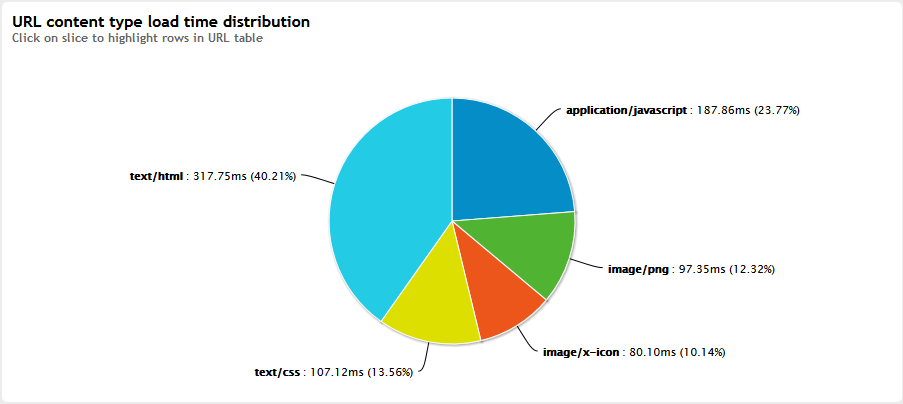 URL content type load time distribution
Click on slice to highlight rows in URL table
application/javascript : 187.86ms (23.77%)
text/html : 317.75ms (40.21%)
image/png : 97.35ms (12.32%)
image/x-icon : 80.10ms (10.14%)
text/css : 107.12ms (13.56%)